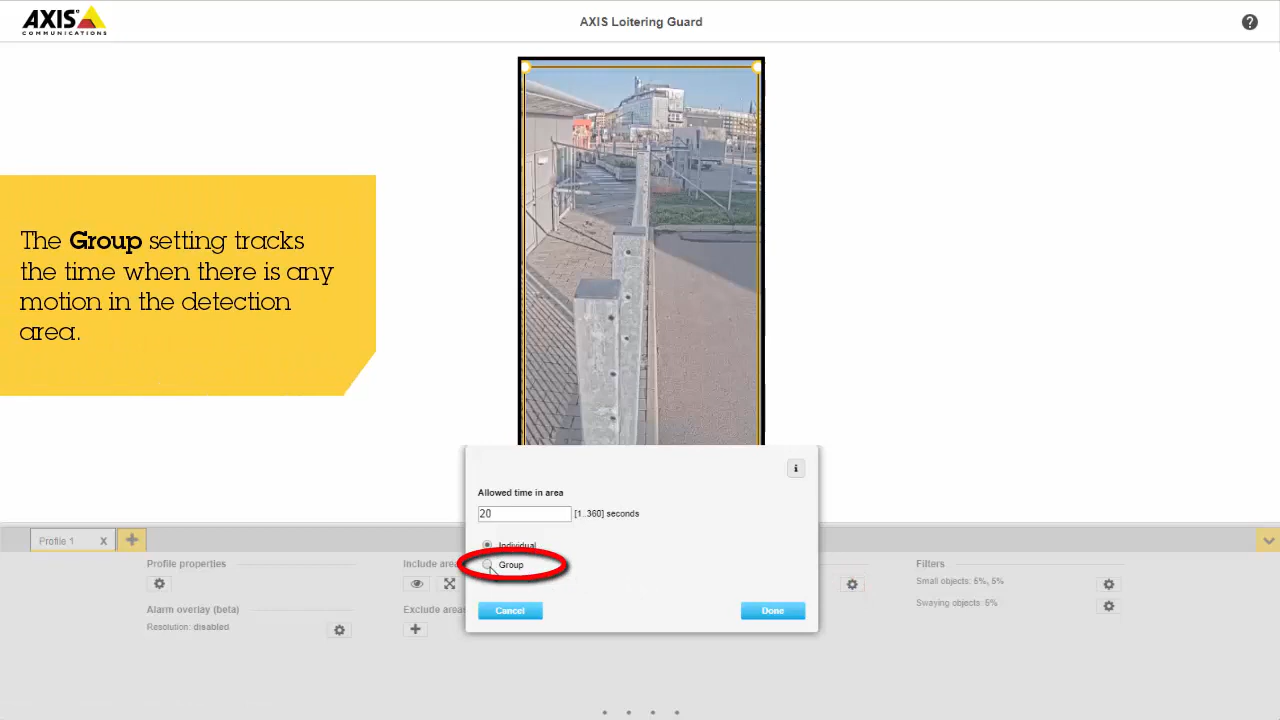 AXIS
COMMUNICATIONS
AXIS Loitering Guard
The Group setting tracks
the time when there is any
motion in the detection
area.
Allowed time in area
20 [1..360] seconds
Individual
Group
Cancel Done
Profile 1 X
Profile properties
Alarm overlay (beta)
Resolution: disabled
Include area
Exclude areas
Filters
Small objects: 5%, 5%
Swaying objects: 5%